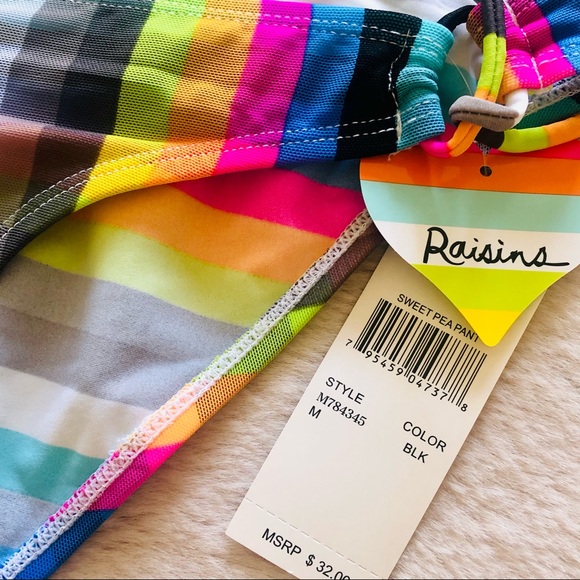 Raisins
SWEET PEA PANT
7 95459 04737 8
STYLE
M784345
M
COLOR
BLK
MSRP $ 32.00